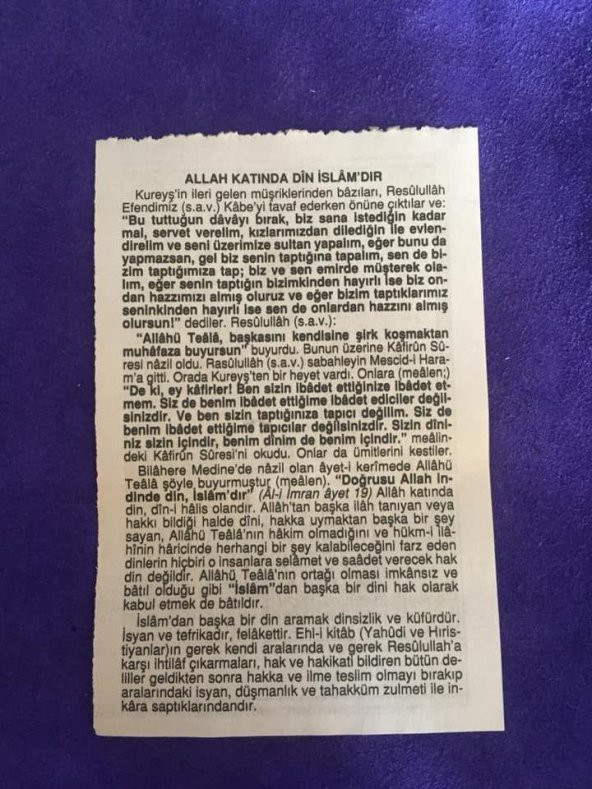 ALLAH KATINDA DÎN İSLÂM'DIR
Kureyş'in ileri gelen müşriklerinden bâzıları, Resûlullâh
Efendimiz (s.a.v.) Kâbe'yi tavaf ederken önüne çıktılar ve:
"Bu tuttuğun dâvâyı bırak, biz sana istediğin kadar
mal, servet verelim, kızlarımızdan dilediğin ile evlen-
direlim ve seni üzerimize sultan yapalım, eğer bunu da
yapmazsan, gel biz senin taptığına tapalım, sen de bi-
zim taptığımıza tap; biz ve sen emirde müşterek ola-
lım, eğer senin taptığın bizimkinden hayırlı ise biz on-
dan hazzımızı almış oluruz ve eğer bizim taptıklarımız
seninkinden hayırlı ise sen de onlardan hazzını almış
olursun!" dediler. Resûlullâh (s.a.v.):
"Allâhü Teâlâ, başkasını kendisine şirk koşmaktan
muhâfaza buyursun" buyurdu. Bunun üzerine Kâfirûn Sû-
resi nâzil oldu. Rasûlullâh (s.a.v.) sabahleyin Mescid-i Hara-
m'a gitti. Orada Kureyş'ten bir heyet vardı. Onlara (meâlen;)
"De ki, ey kâfirler! Ben sizin ibâdet ettiğinize ibâdet et-
mem. Siz de benim ibâdet ettiğime ibâdet ediciler değil-
sinizdir. Ve ben sizin taptığınıza tapıcı değilim. Siz de
benim ibâdet ettiğime tapıcılar değilsinizdir. Sizin dîni-
niz sizin içindir, benim dînim de benim içindir." meâlin-
deki Kâfirûn Sûresi'ni okudu. Onlar da ümitlerini kestiler.
Bilâhere Medine'de nâzil olan âyet-i kerîmede Allâhü
Teâlâ şöyle buyurmuştur (meâlen). "Doğrusu Allah in-
dinde din, İslam'dır" (Âl-i İmran âyet 19) Allâh katında
din, dîn-i hâlis olandır. Allâh'tan başka ilâh tanıyan veya
hakkı bildiği halde dîni, hakka uymaktan başka bir şey
sayan, Allâhü Teâlâ'nın hâkim olmadığını ve hükm-i ilâ-
hînin hâricinde herhangi bir şey kalabileceğini farz eden
dinlerin hiçbiri o insanlara selâmet ve saâdet verecek hak
din değildir. Allâhü Teâlâ'nın ortağı olması imkânsız ve
bâtıl olduğu gibi "İslam"dan başka bir dini hak olarak
kabul etmek de bâtıldır.
İslâm'dan başka bir din aramak dinsizlik ve küfürdür.
İsyan ve tefrikadır, felâkettir. Ehl-i kitâb (Yahûdi ve Hıris-
tiyanlar)ın gerek kendi aralarında ve gerek Resûlullah'a
karşı ihtilâf çıkarmaları, hak ve hakikati bildiren bütün de-
liller geldikten sonra hakka ve ilme teslim olmayı bırakıp
aralarındaki isyan, düşmanlık ve tahakküm zulmeti ile in-
kâra saptıklarındandır.